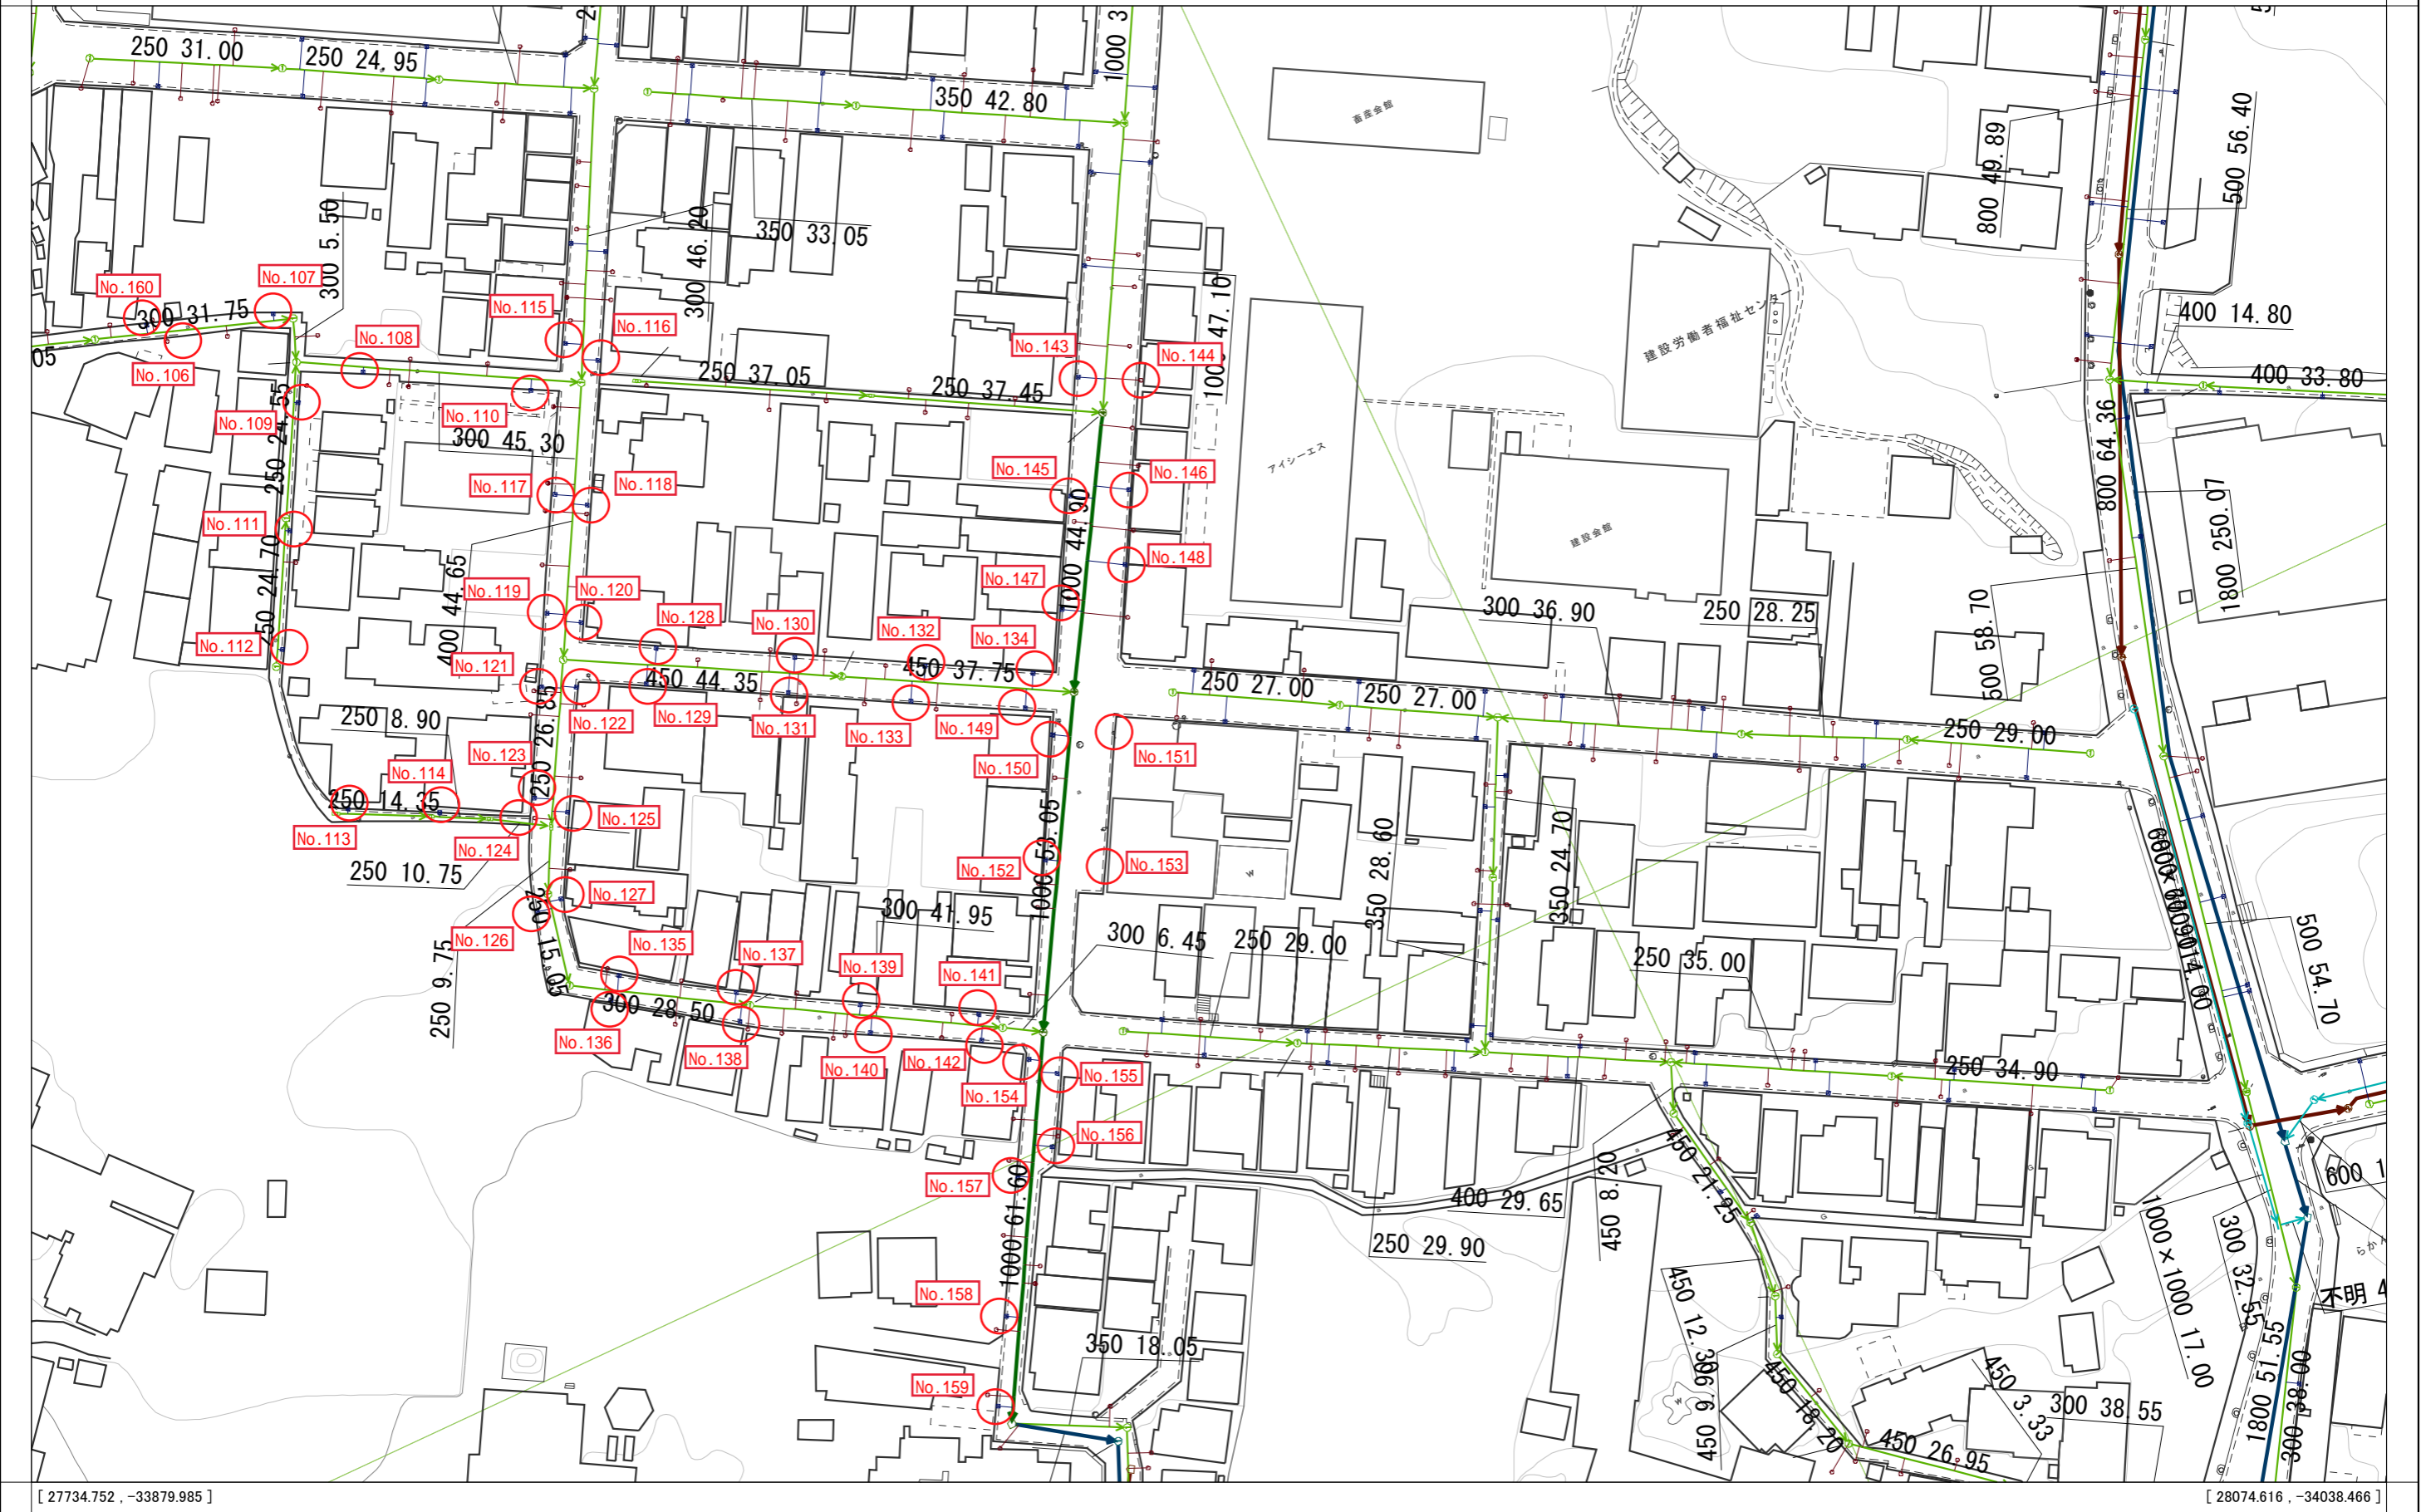 250 31.00
250 24.95
1000 3
350 42.80
畜産会館
800 49.89
500 56.40
300 5.50
300 46.20
350 33.05
No.160
No.107
300 31.75
No.115
No.116
No.108
No.106
05
No.143
No.144
建設労働者福祉センター
400 14.80
400 33.80
250 37.05
250 37.45
No.109
250 24.55
No.110
300 45.30
No.145
No.146
アイシーエス
800 64.36
No.117
No.118
No.111
1000 44.90
建設会館
1800 250.07
No.148
No.147
250 24.70
400 44.65
No.119
No.120
No.128
No.130
No.132
No.134
300 36.90
250 28.25
500 58.70
No.112
No.121
450 44.35
450 37.75
250 27.00
250 27.00
No.122
No.129
No.131
No.133
No.149
No.151
250 29.00
250 8.90
No.123
250 26.85
No.150
No.114
250 14.35
No.113
No.124
No.125
1000 53.05
250 10.75
No.152
No.153
350 28.60
350 24.70
No.127
No.126
300 41.95
300 6.45
250 29.00
250 35.00
500 54.70
No.135
No.137
No.139
No.141
250 9.75
300 28.50
No.136
No.138
No.140
No.142
No.154
No.155
250 34.90
No.156
No.157
450 21.25
450 8.20
400 29.65
250 29.90
600 1
1000 61.60
1000×1000 17.00
300 32.55
No.158
不明 4
350 18.05
No.159
450 18.20
450 3.33
300 38.55
450 26.95
1800 51.55
300 38.00
[ 27734.752 , -33879.985 ]
[ 28074.616 , -34038.466 ]